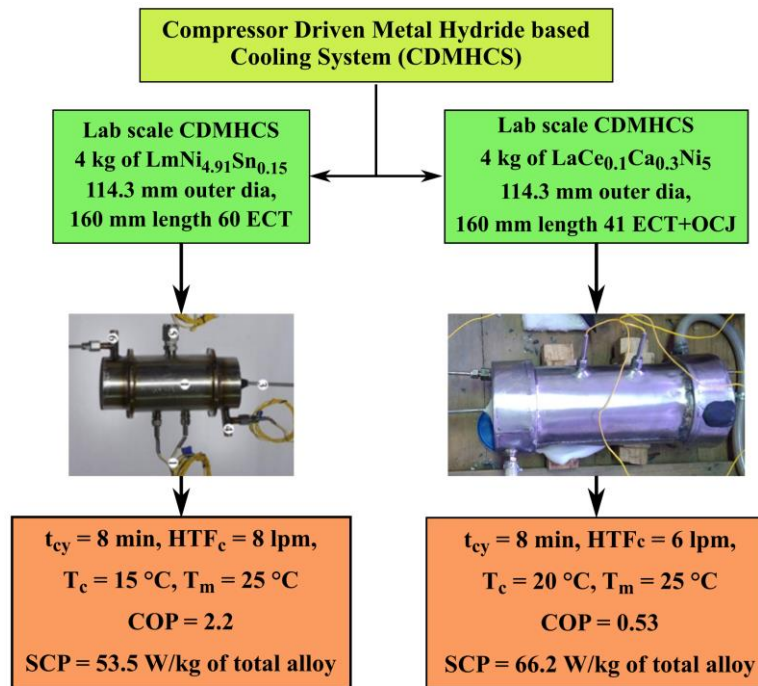 Compressor Driven Metal Hydride based
Cooling System (CDMHCS)
Lab scale CDMHCS
4 kg of LmNi4.91Sn0.15
114.3 mm outer dia,
160 mm length 60 ECT
Lab scale CDMHCS
4 kg of LaCe0.1Ca0.3Ni5
114.3 mm outer dia,
160 mm length 41 ECT+OCJ
tcy = 8 min, HTFc = 8 lpm,
Tc = 15 °C, Tm = 25 °C
COP = 2.2
SCP = 53.5 W/kg of total alloy
tcy = 8 min, HTFc = 6 lpm,
Tc = 20 °C, Tm = 25 °C
COP = 0.53
SCP = 66.2 W/kg of total alloy